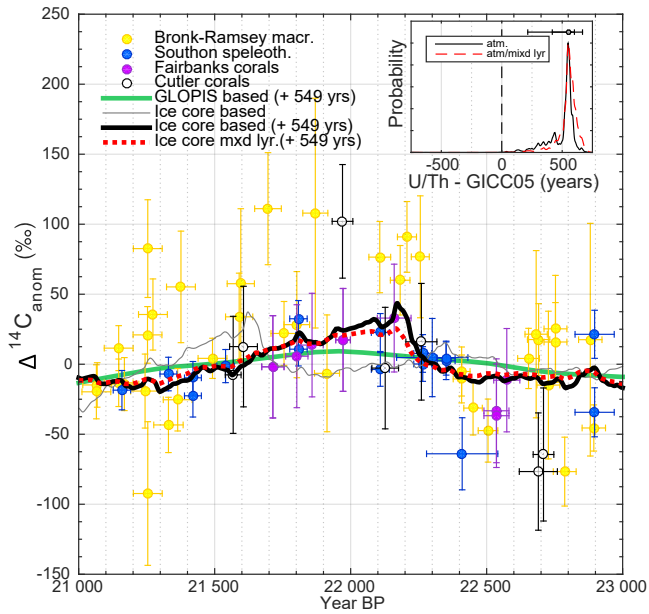 250
200
150
100
50
0
-50
-100
-150
Δ ¹⁴C anom (‰)
Bronk-Ramsey macr.
Southon speleoth.
Fairbanks corals
Cutler corals
GLOPIS based (+ 549 yrs)
Ice core based
Ice core based (+ 549 yrs)
Ice core mxd lyr.(+ 549 yrs)
Probability
atm.
atm/mixd lyr
-500
0
500
U/Th - GICC05 (years)
21 000
21 500
22 000
22 500
23 000
Year BP